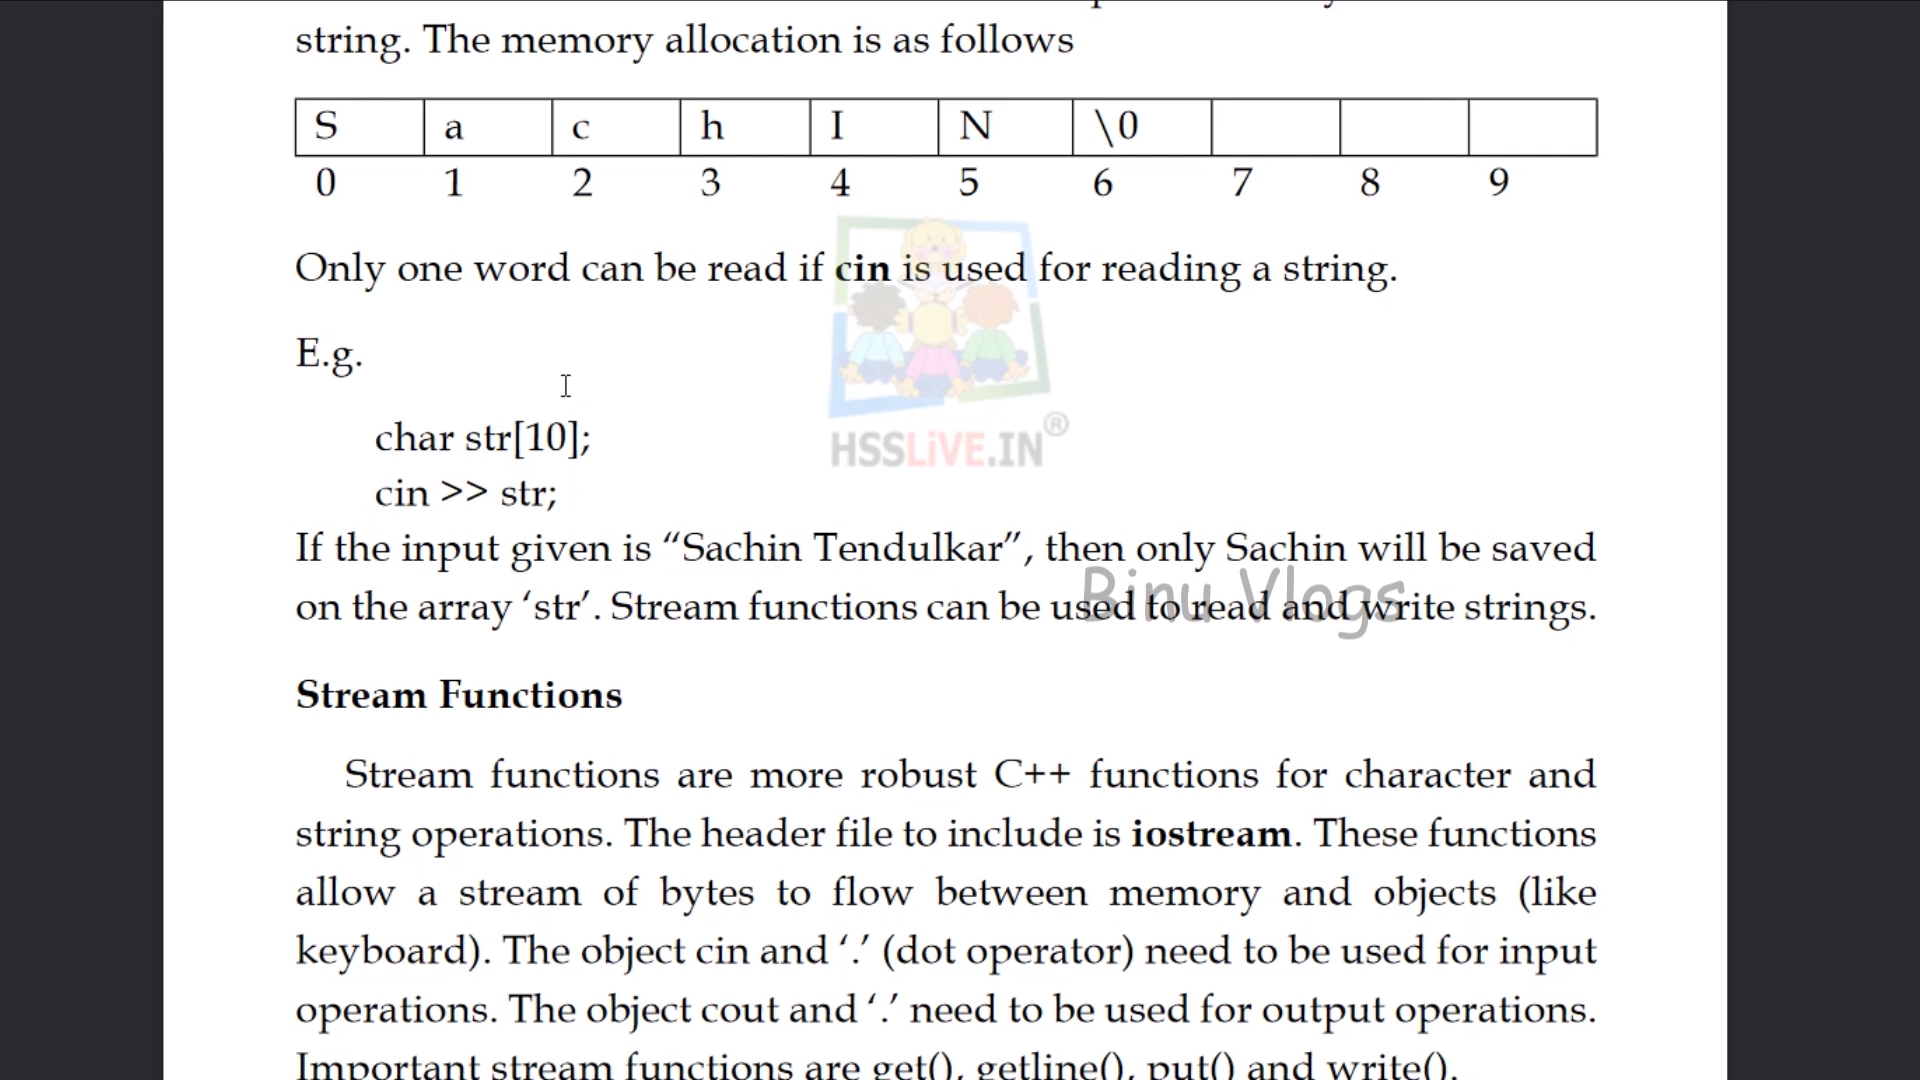 string. The memory allocation is as follows
S a c h I N \0
0 1 2 3 4 5 6 7 8 9
Only one word can be read if cin is used for reading a string.
E.g.
char str[10];
HSSLiVE.IN®
cin >> str;
If the input given is “Sachin Tendulkar”, then only Sachin will be saved
Binu Vlogs
on the array ‘str’. Stream functions can be used to read and write strings.
Stream Functions
Stream functions are more robust C++ functions for character and
string operations. The header file to include is iostream. These functions
allow a stream of bytes to flow between memory and objects (like
keyboard). The object cin and ‘.’ (dot operator) need to be used for input
operations. The object cout and ‘.’ need to be used for output operations.
Important stream functions are get(), getline(), put() and write().